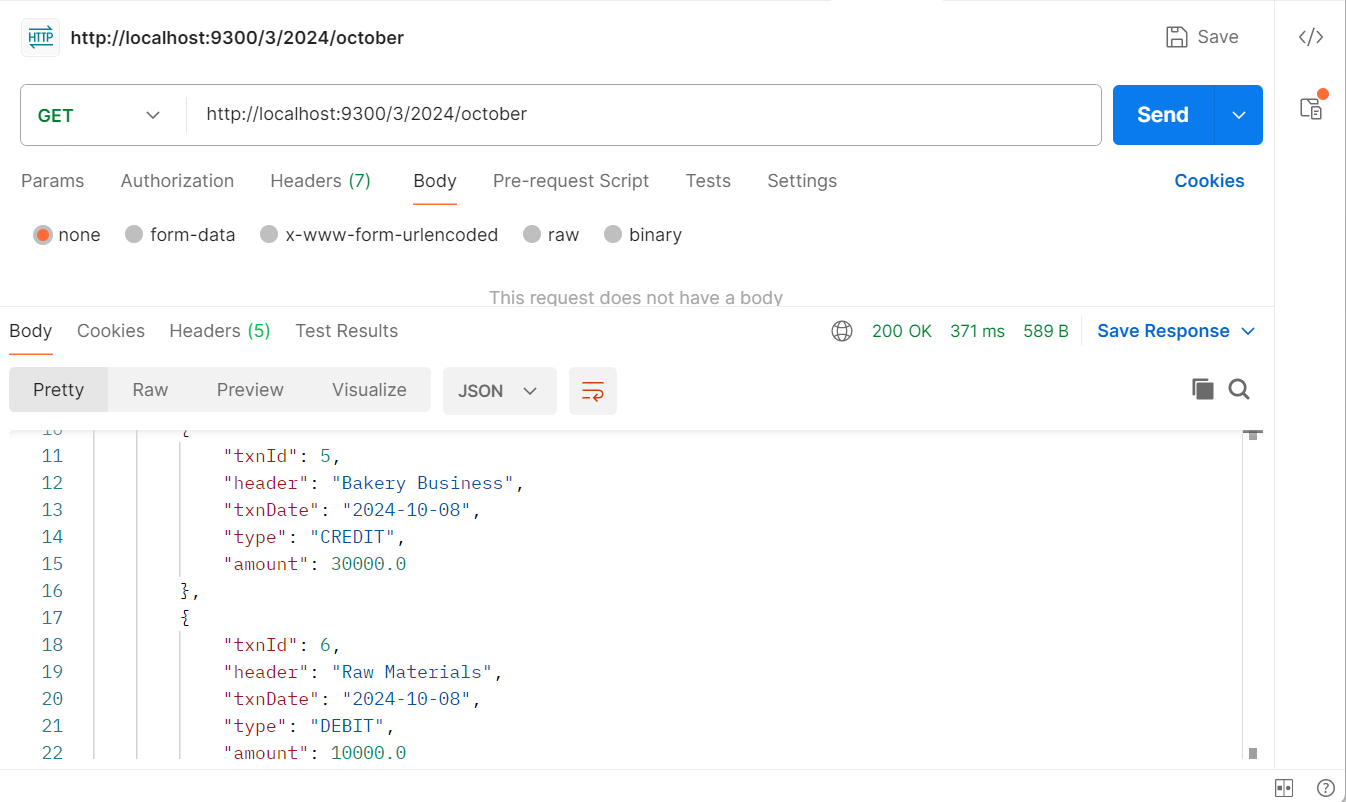 HTTP http://localhost:9300/3/2024/october Save
GET http://localhost:9300/3/2024/october Send
Params Authorization Headers (7) Body Pre-request Script Tests Settings Cookies
none form-data x-www-form-urlencoded raw binary
This request does not have a body
Body Cookies Headers (5) Test Results 200 OK 371 ms 589 B Save Response
Pretty Raw Preview Visualize JSON
10 {
11 "txnId": 5,
12 "header": "Bakery Business",
13 "txnDate": "2024-10-08",
14 "type": "CREDIT",
15 "amount": 30000.0
16 },
17 {
18 "txnId": 6,
19 "header": "Raw Materials",
20 "txnDate": "2024-10-08",
21 "type": "DEBIT",
22 "amount": 10000.0